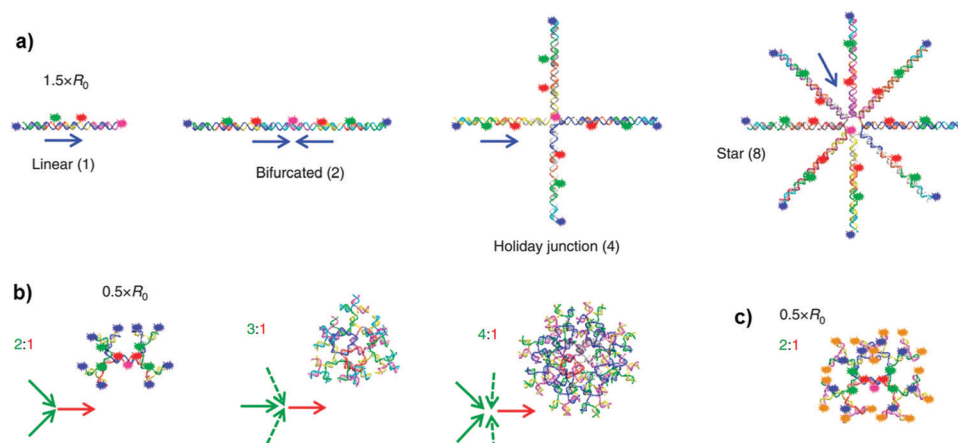 a)
1.5×R0
Linear (1)
Bifurcated (2)
Holiday junction (4)
Star (8)
b)
0.5×R0
2:1
3:1
4:1
c)
0.5×R0
2:1